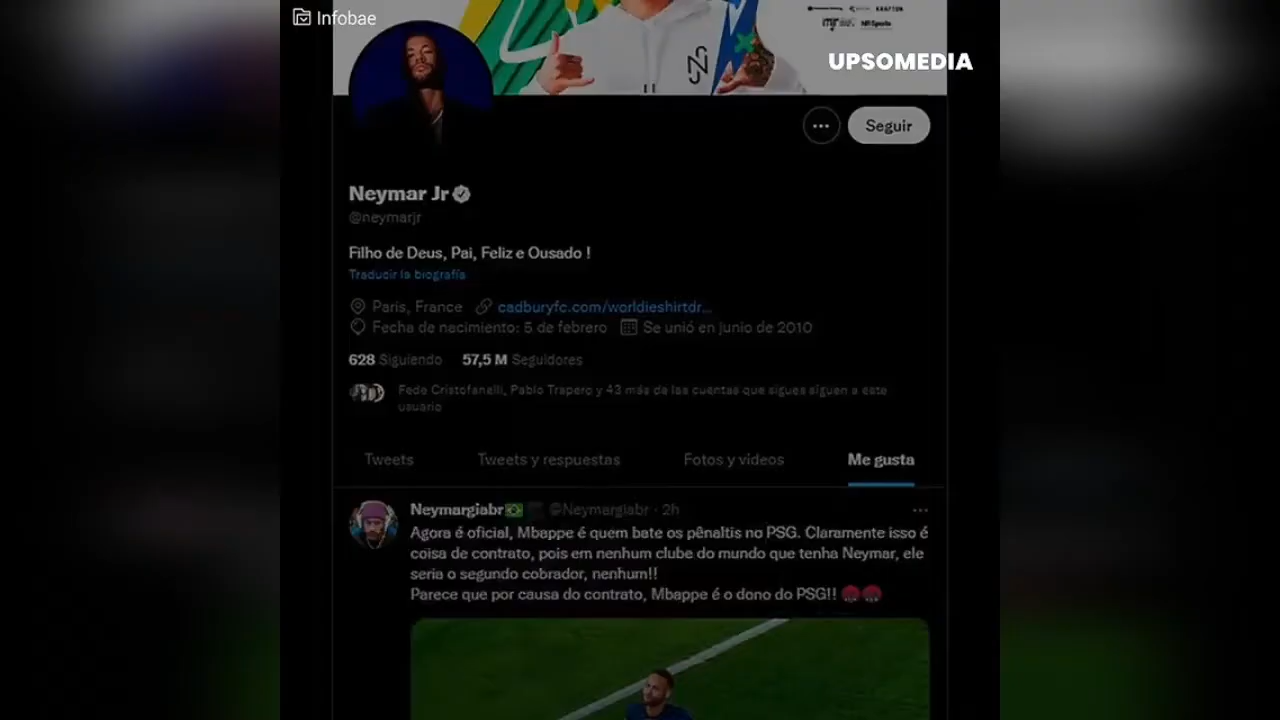 Infobae
KRAFTON
NR Sports
UPSOMEDIA
Seguir
Neymar Jr
@neymarjr
Filho de Deus, Pai, Feliz e Ousado !
Traducir la biografía
Paris, France cadburyfc.com/worldieshirtdr...
Fecha de nacimiento: 5 de febrero Se unió en junio de 2010
628 Siguiendo 57,5 M Seguidores
Fede Cristofanelli, Pablo Trapero y 43 más de las cuentas que sigues siguen a este
usuario
Tweets Tweets y respuestas Fotos y videos Me gusta
Neymargiabr @Neymargiabr · 2h
Agora é oficial, Mbappe é quem bate os pênaltis no PSG. Claramente isso é
coisa de contrato, pois em nenhum clube do mundo que tenha Neymar, ele
seria o segundo cobrador, nenhum!!
Parece que por causa do contrato, Mbappe é o dono do PSG!!